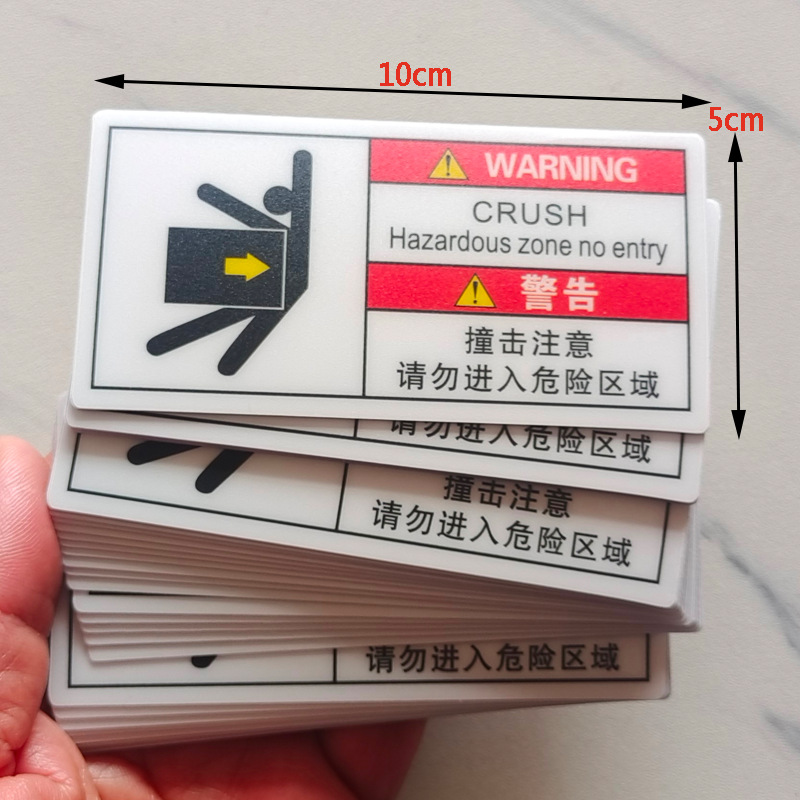 10cm
5cm
WARNING
CRUSH
Hazardous zone no entry
警告
撞击注意
请勿进入危险区域
请勿进入危险区域
撞击注意
请勿进入危险区域
请勿进入危险区域